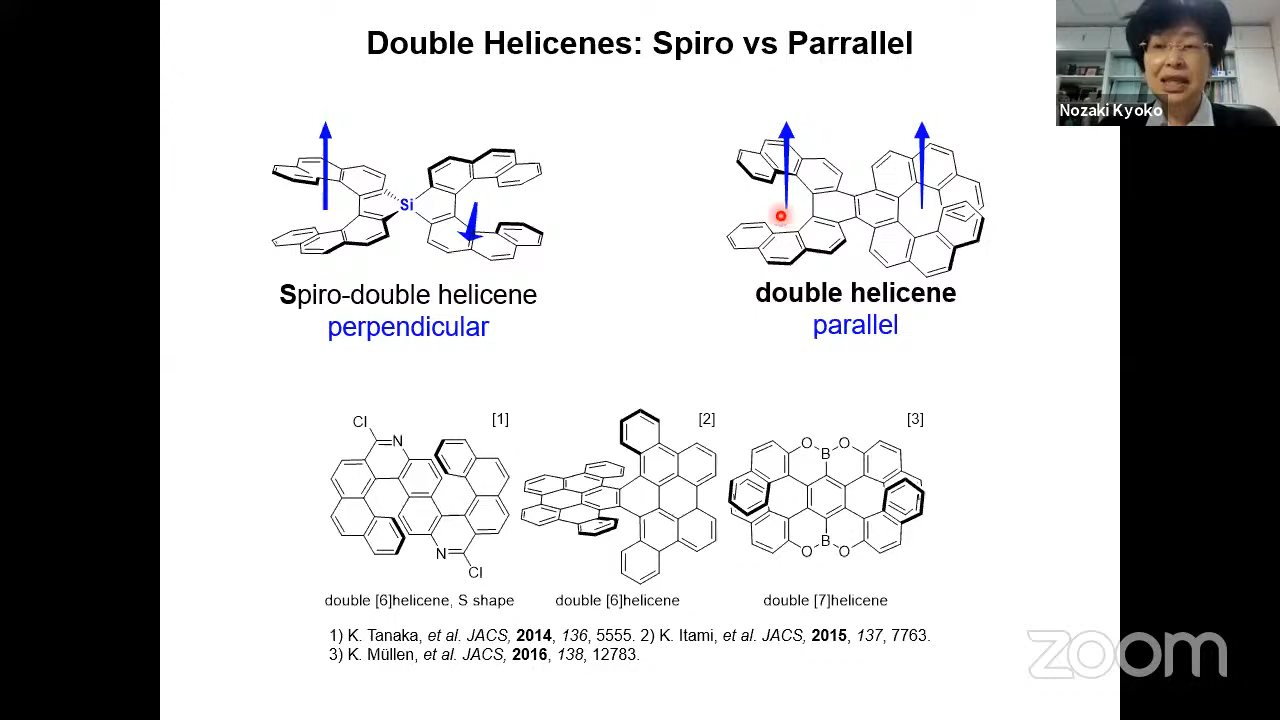 Double Helicenes: Spiro vs Parrallel
Nozaki Kyoko
Si
Spiro-double helicene
perpendicular
double helicene
parallel
Cl
N
N
Cl
[1]
[2]
[3]
O
B
O
O
B
O
double [6]helicene, S shape
double [6]helicene
double [7]helicene
1) K. Tanaka, et al. JACS, 2014, 136, 5555. 2) K. Itami, et al. JACS, 2015, 137, 7763.
3) K. Müllen, et al. JACS, 2016, 138, 12783.
zoom